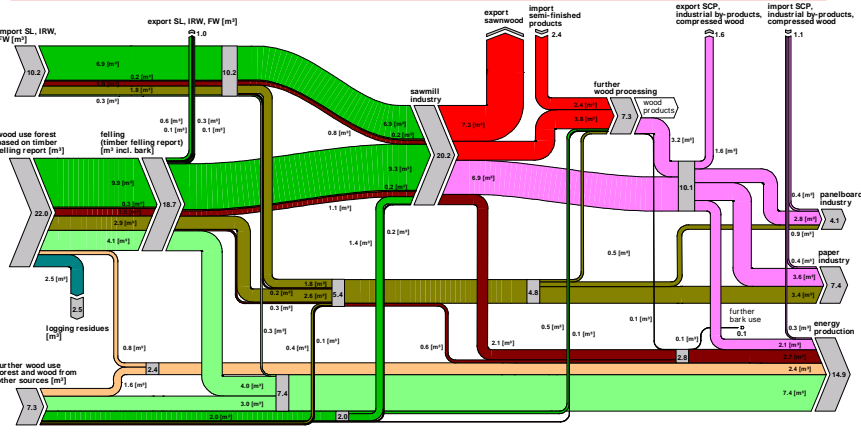 export SL, IRW, FW [m³]
1.0
mport SL, IRW,
FW [m³]
10.2
6.9 [m³]
0.2 [m³]
1.8 [m³]
0.3 [m³]
10.2
export
sawnwood
import
semi-finished
products
2.4
export SCP,
industrial by-products,
compressed wood
1.6
import SCP,
industrial by-products,
compressed wood
1.1
sawmill
industry
6.9 [m³]
0.2 [m³]
0.8 [m³]
9.3 [m³]
0.2 [m³]
20.2
7.3 [m³]
further
wood processing
2.4 [m³]
3.8 [m³]
7.3
wood
products
0.6 [m³]
0.1 [m³]
0.3 [m³]
0.1 [m³]
wood use forest
based on timber
felling report [m³]
22.0
felling
(timber felling report)
[m³ incl. bark]
9.9 [m³]
0.3 [m³]
2.9 [m³]
4.1 [m³]
18.7
1.1 [m³]
6.9 [m³]
3.2 [m³]
1.6 [m³]
10.1
0.4 [m³]
2.8 [m³]
0.9 [m³]
panelboard
industry
4.1
1.4 [m³]
0.2 [m³]
0.5 [m³]
0.4 [m³]
3.6 [m³]
3.4 [m³]
paper
industry
7.4
2.5 [m³]
2.5
logging residues
[m³]
1.8 [m³]
0.2 [m³]
2.6 [m³]
0.3 [m³]
5.4
4.8
further
bark use
0.1
0.8 [m³]
0.3 [m³]
0.4 [m³]
0.1 [m³]
0.6 [m³]
2.1 [m³]
0.5 [m³]
0.1 [m³]
0.1 [m³]
0.1 [m³]
2.8
0.3 [m³]
2.1 [m³]
2.4 [m³]
7.4 [m³]
energy
production
14.9
further wood use
forest and wood from
other sources [m³]
7.3
2.4
1.6 [m³]
4.0 [m³]
3.0 [m³]
7.4
2.0 [m³]
2.0